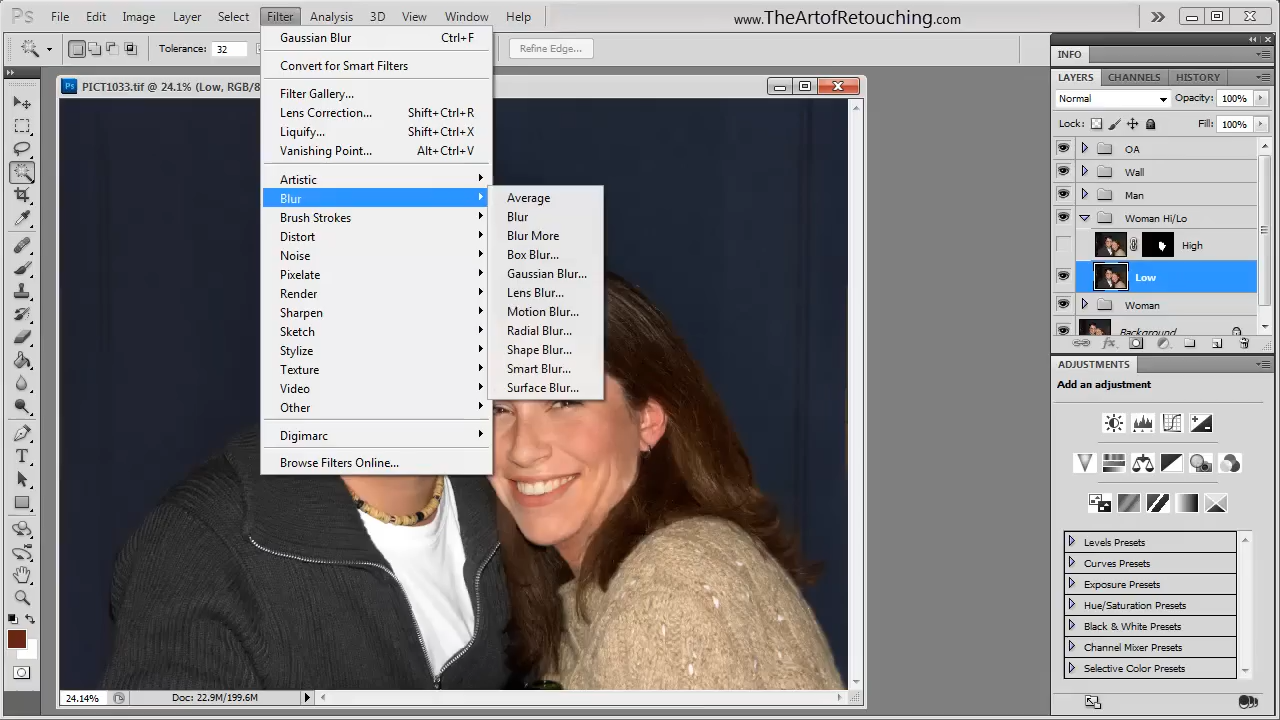 Ps File Edit Image Layer Select Filter Analysis 3D View Window Help www.TheArtofRetouching.com
Tolerance: 32 Refine Edge...
PICT1033.tif @ 24.1% (Low, RGB/8
Gaussian Blur Ctrl+F
Convert for Smart Filters
Filter Gallery...
Lens Correction... Shift+Ctrl+R
Liquify... Shift+Ctrl+X
Vanishing Point... Alt+Ctrl+V
Artistic
Blur
Brush Strokes
Distort
Noise
Pixelate
Render
Sharpen
Sketch
Stylize
Texture
Video
Other
Digimarc
Browse Filters Online...
Average
Blur
Blur More
Box Blur...
Gaussian Blur...
Lens Blur...
Motion Blur...
Radial Blur...
Shape Blur...
Smart Blur...
Surface Blur...
24.14% Doc: 22.9M/199.6M
INFO
LAYERS CHANNELS HISTORY
Normal Opacity: 100%
Lock: Fill: 100%
OA
Wall
Man
Woman Hi/Lo
High
Low
Woman
Background
ADJUSTMENTS
Add an adjustment
Levels Presets
Curves Presets
Exposure Presets
Hue/Saturation Presets
Black & White Presets
Channel Mixer Presets
Selective Color Presets